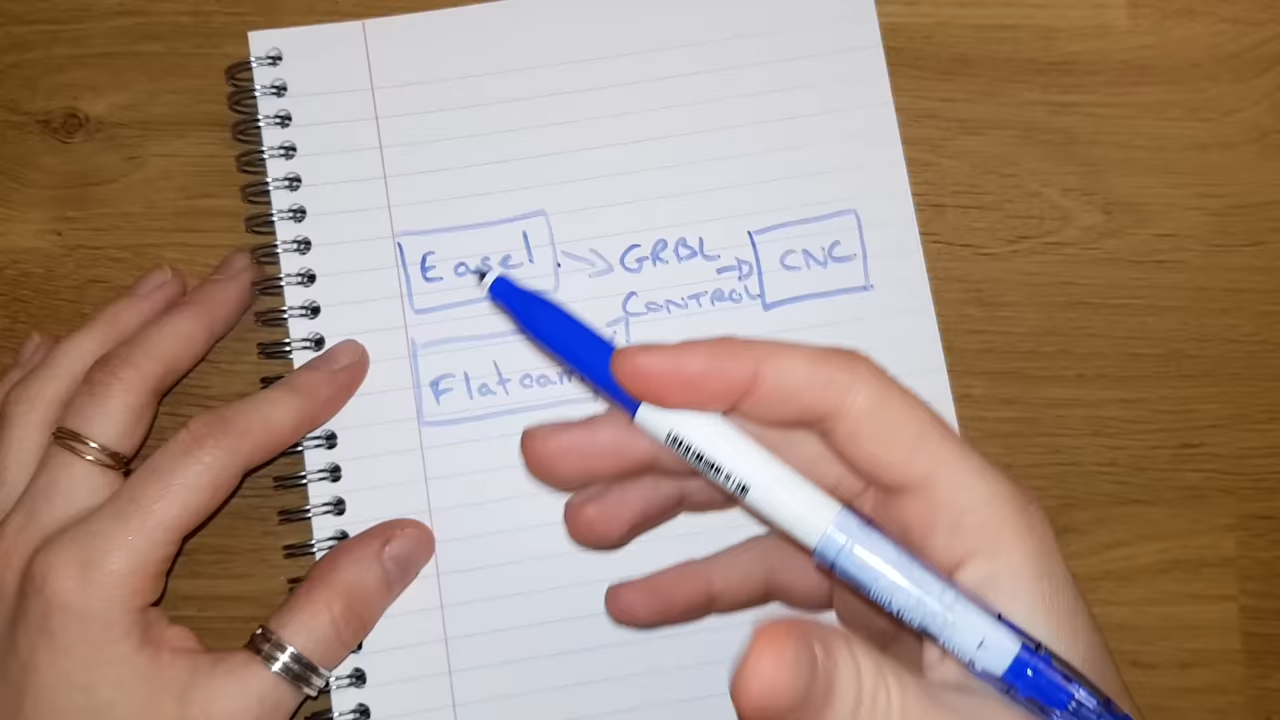 Easel → GRBL → CNC
CONTROL
Flatcam